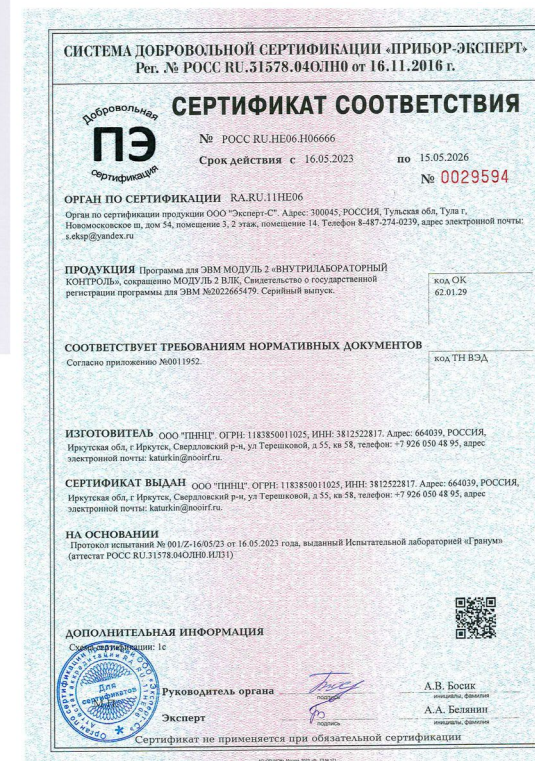 СИСТЕМА ДОБРОВОЛЬНОЙ СЕРТИФИКАЦИИ «ПРИБОР-ЭКСПЕРТ»
Рег. № РОСС RU.31578.04ОЛН0 от 16.11.2016 г.
Добровольная
ПЭ
сертификация
СЕРТИФИКАТ СООТВЕТСТВИЯ
№ РОСС RU.НЕ06.Н06666
Срок действия с 16.05.2023 по 15.05.2026
№ 0029594
ОРГАН ПО СЕРТИФИКАЦИИ RA.RU.11НЕ06
Орган по сертификации продукции ООО "Эксперт-С". Адрес: 300045, РОССИЯ, Тульская обл, Тула г,
Новомосковское ш, дом 54, помещение 3, 2 этаж, помещение 14. Телефон 8-487-274-0239, адрес электронной почты:
s.eksp@yandex.ru
ПРОДУКЦИЯ Программа для ЭВМ МОДУЛЬ 2 «ВНУТРИЛАБОРАТОРНЫЙ
КОНТРОЛЬ», сокращенно МОДУЛЬ 2 ВЛК, Свидетельство о государственной
регистрации программы для ЭВМ №2022665479. Серийный выпуск.
код ОК
62.01.29
СООТВЕТСТВУЕТ ТРЕБОВАНИЯМ НОРМАТИВНЫХ ДОКУМЕНТОВ
Согласно приложению №0011952.
код ТН ВЭД
ИЗГОТОВИТЕЛЬ ООО "ПННЦ". ОГРН: 1183850011025, ИНН: 3812522817. Адрес: 664039, РОССИЯ,
Иркутская обл, г Иркутск, Свердловский р-н, ул Терешковой, д 55, кв 58, телефон: +7 926 050 48 95, адрес
электронной почты: katurkin@nooirf.ru.
СЕРТИФИКАТ ВЫДАН ООО "ПННЦ". ОГРН: 1183850011025, ИНН: 3812522817. Адрес: 664039, РОССИЯ,
Иркутская обл, г Иркутск, Свердловский р-н, ул Терешковой, д 55, кв 58, телефон: +7 926 050 48 95, адрес
электронной почты: katurkin@nooirf.ru.
НА ОСНОВАНИИ
Протокол испытаний № 001/Z-16/05/23 от 16.05.2023 года, выданный Испытательной лабораторией «Гранум»
(аттестат РОСС RU.31578.04ОЛН0.ИЛ31)
ДОПОЛНИТЕЛЬНАЯ ИНФОРМАЦИЯ
Схема сертификации: 1с
Для
сертификатов
Руководитель органа
подпись
А.В. Босик
инициалы, фамилия
Эксперт
подпись
А.А. Белянин
инициалы, фамилия
Сертификат не применяется при обязательной сертификации